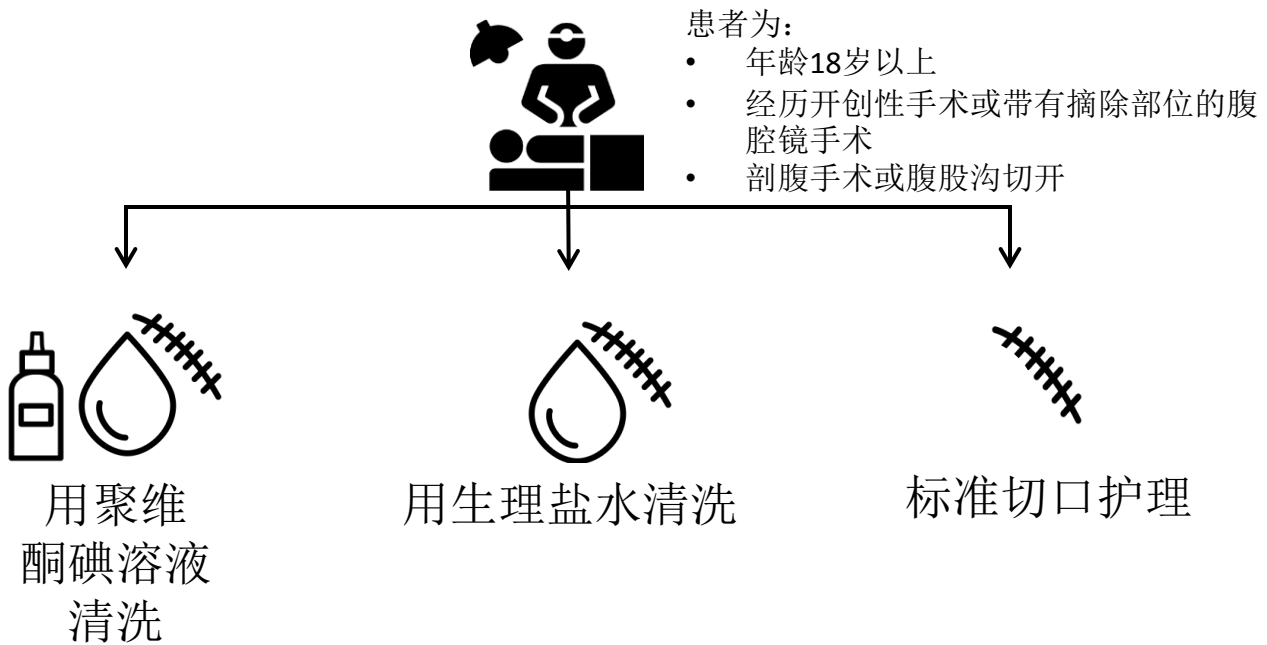 患者为:
• 年龄18岁以上
• 经历开创性手术或带有摘除部位的腹
腔镜手术
• 剖腹手术或腹股沟切开
用聚维
酮碘溶液
清洗
用生理盐水清洗
标准切口护理